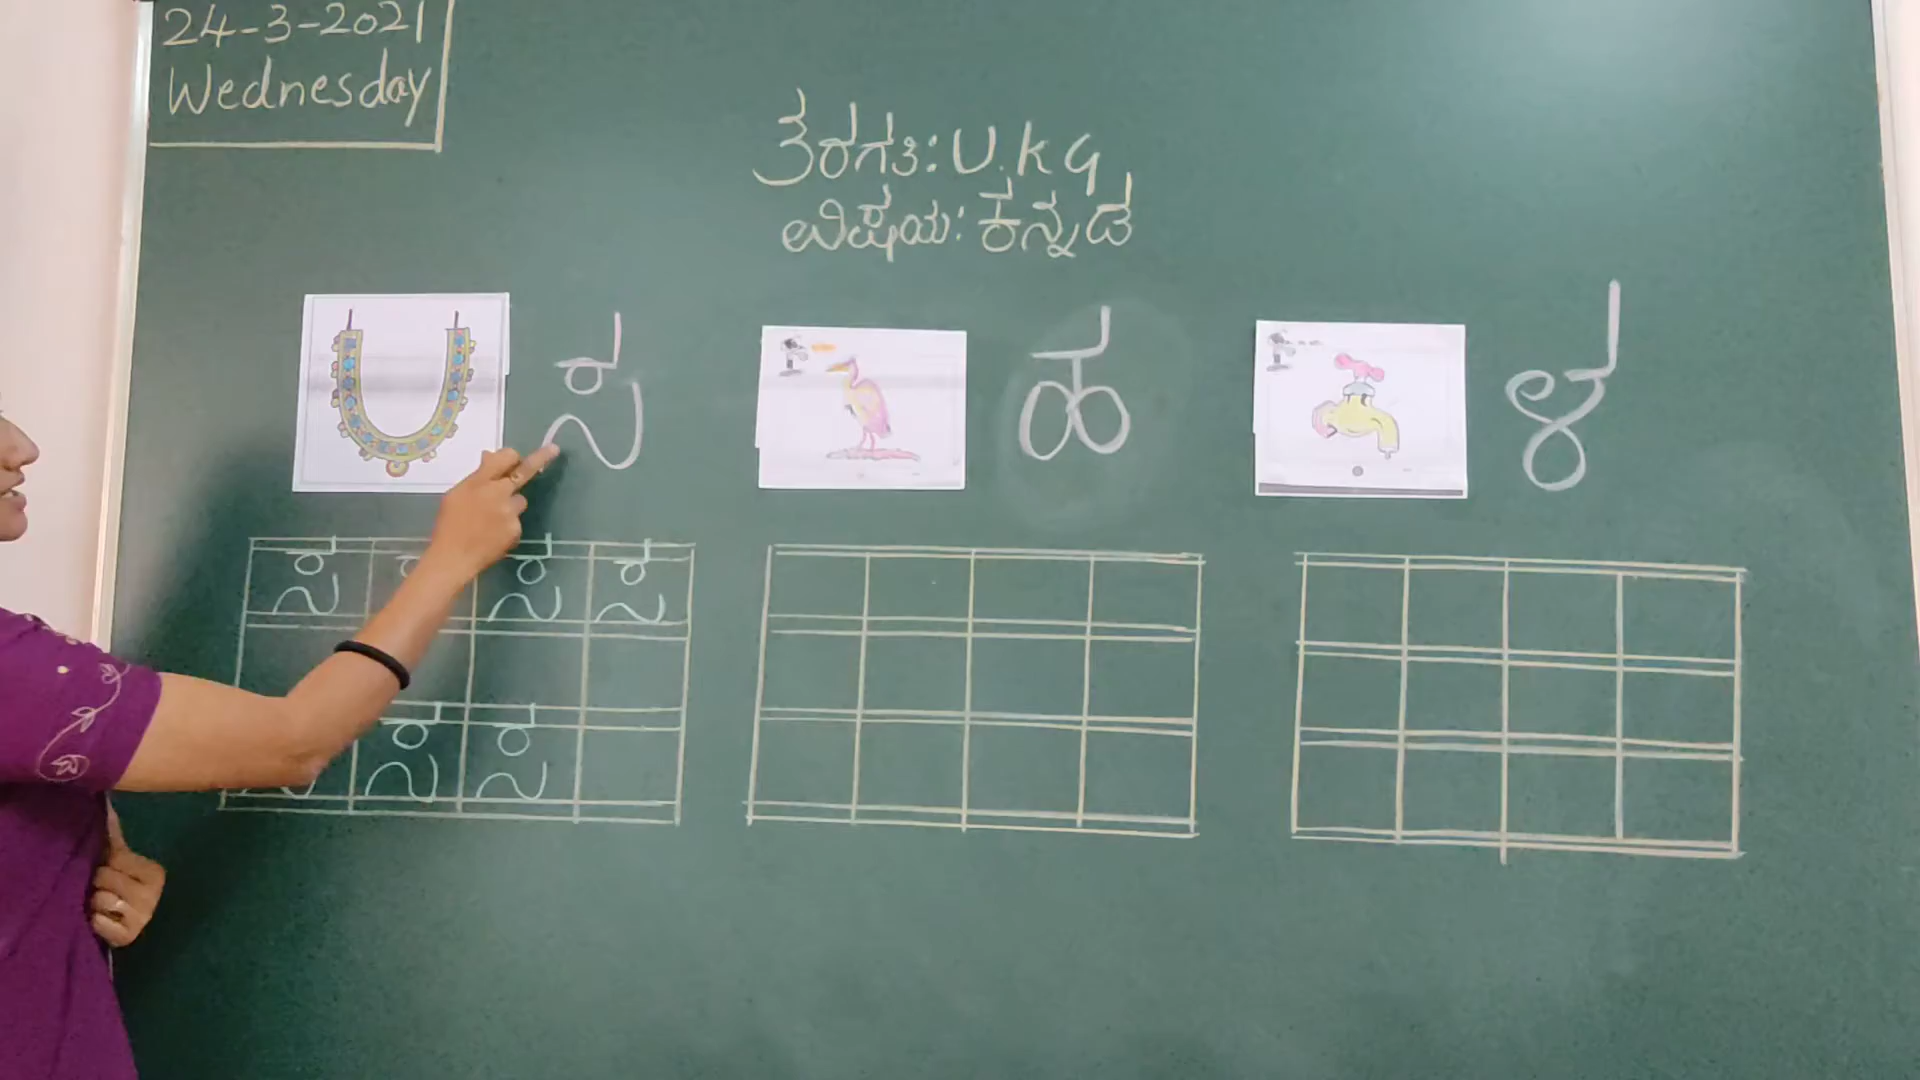 24-3-2021
Wednesday
ತರಗತಿ: U.K.G
ವಿಷಯ: ಕನ್ನಡ
ಸ ಹ ಳ
ಸ ಸ ಸ ಸ
ಸ ಸ ಸ